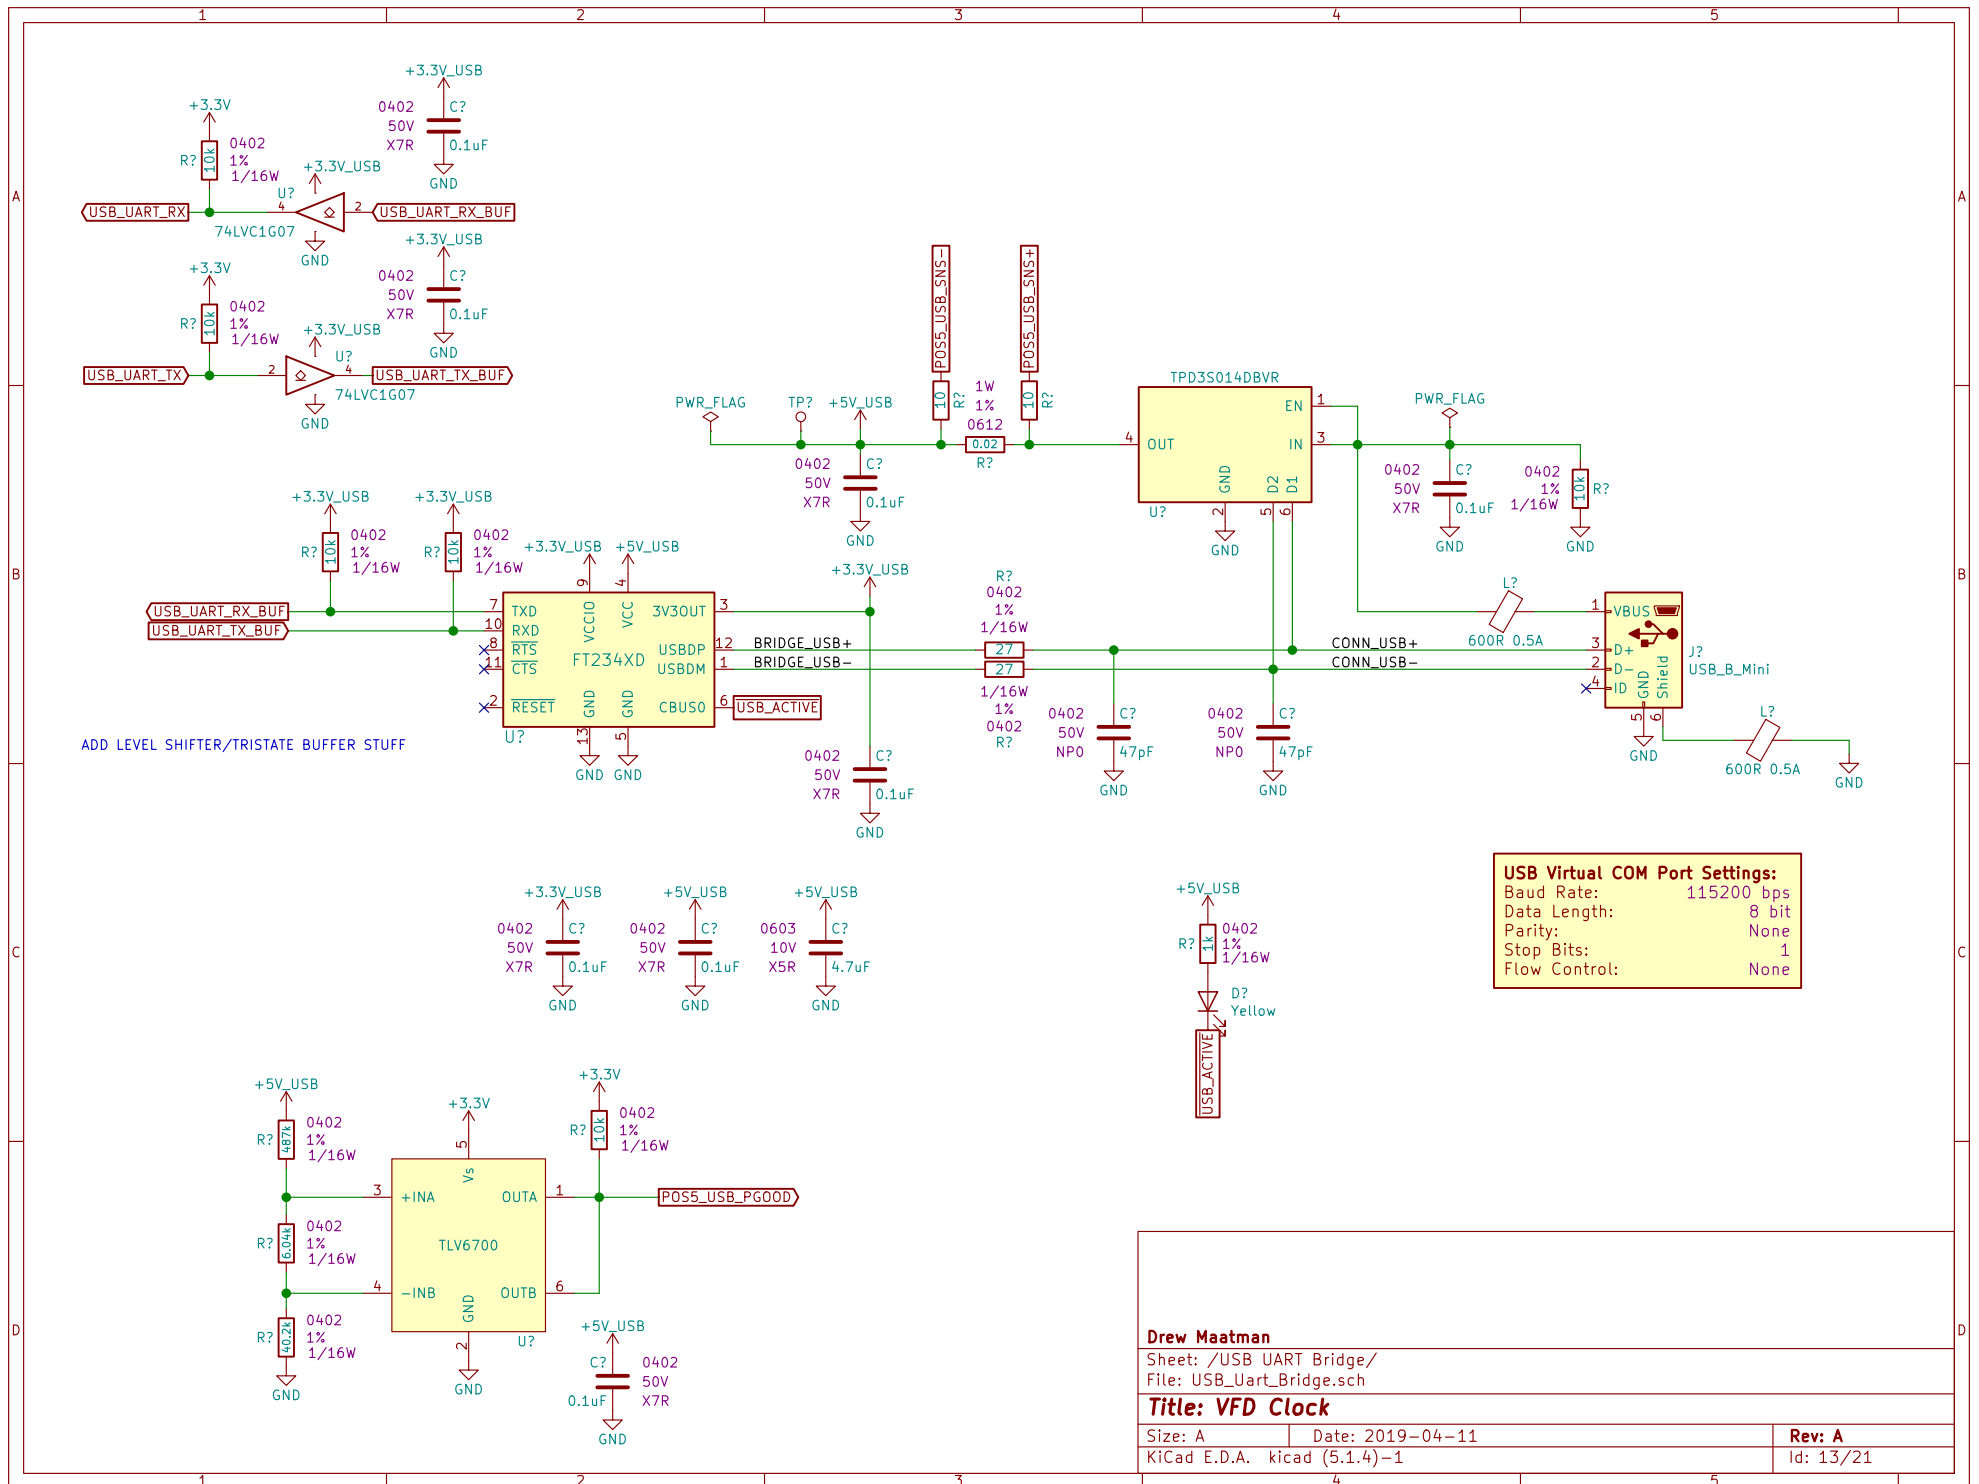 1 2 3 4 5
A
B
C
D
A
B
C
D
1 2 3 4 5
+3.3V
R?
10k
0402
1%
1/16W
+3.3V_USB
0402
50V
X7R
C?
0.1uF
GND
+3.3V_USB
U?
USB_UART_RX
4
2
USB_UART_RX_BUF
74LVC1G07
GND
+3.3V_USB
0402
50V
X7R
C?
0.1uF
GND
+3.3V
R?
10k
0402
1%
1/16W
+3.3V_USB
U?
USB_UART_TX
2
4
USB_UART_TX_BUF
74LVC1G07
GND
PWR_FLAG
TP?
+5V_USB
POS5_USB_SNS-
POS5_USB_SNS+
10
R?
10
R?
1W
1%
0612
0.02
R?
0402
50V
X7R
C?
0.1uF
GND
TPD3S014DBVR
EN
1
4
OUT
IN
3
GND
D2
D1
2
5
6
U?
GND
PWR_FLAG
0402
50V
X7R
C?
0.1uF
GND
0402
1%
1/16W
10k
R?
GND
+3.3V_USB
R?
10k
0402
1%
1/16W
+3.3V_USB
R?
10k
0402
1%
1/16W
+3.3V_USB
+5V_USB
9
4
USB_UART_RX_BUF
USB_UART_TX_BUF
7
TXD
10
RXD
8
RTS
11
CTS
2
RESET
VCCIO
VCC
FT234XD
GND
GND
3V3OUT
3
USBDP
12
USBDM
1
CBUS0
6
USB_ACTIVE
U?
13
5
GND
GND
ADD LEVEL SHIFTER/TRISTATE BUFFER STUFF
+3.3V_USB
BRIDGE_USB+
BRIDGE_USB-
0402
50V
X7R
C?
0.1uF
GND
R?
0402
1%
1/16W
27
27
1/16W
1%
0402
R?
0402
50V
NP0
C?
47pF
GND
0402
50V
NP0
C?
47pF
GND
CONN_USB+
CONN_USB-
L?
600R 0.5A
1
VBUS
3
D+
2
D-
4
ID
GND
Shield
5
6
J?
USB_B_Mini
GND
L?
600R 0.5A
GND
+3.3V_USB
0402
50V
X7R
C?
0.1uF
GND
+5V_USB
0402
50V
X7R
C?
0.1uF
GND
+5V_USB
0603
10V
X5R
C?
4.7uF
GND
+5V_USB
R?
1k
0402
1%
1/16W
D?
Yellow
USB_ACTIVE
USB Virtual COM Port Settings:
Baud Rate: 115200 bps
Data Length: 8 bit
Parity: None
Stop Bits: 1
Flow Control: None
+5V_USB
R?
487k
0402
1%
1/16W
R?
6.04k
0402
1%
1/16W
R?
40.2k
0402
1%
1/16W
GND
+3.3V
5
Vs
3
+INA
4
-INB
TLV6700
OUTA
1
OUTB
6
GND
2
U?
GND
+3.3V
R?
10k
0402
1%
1/16W
POS5_USB_PGOOD
+5V_USB
C?
0.1uF
0402
50V
X7R
GND
Drew Maatman
Sheet: /USB UART Bridge/
File: USB_Uart_Bridge.sch
Title: VFD Clock
Size: A Date: 2019-04-11 Rev: A
KiCad E.D.A. kicad (5.1.4)-1 Id: 13/21